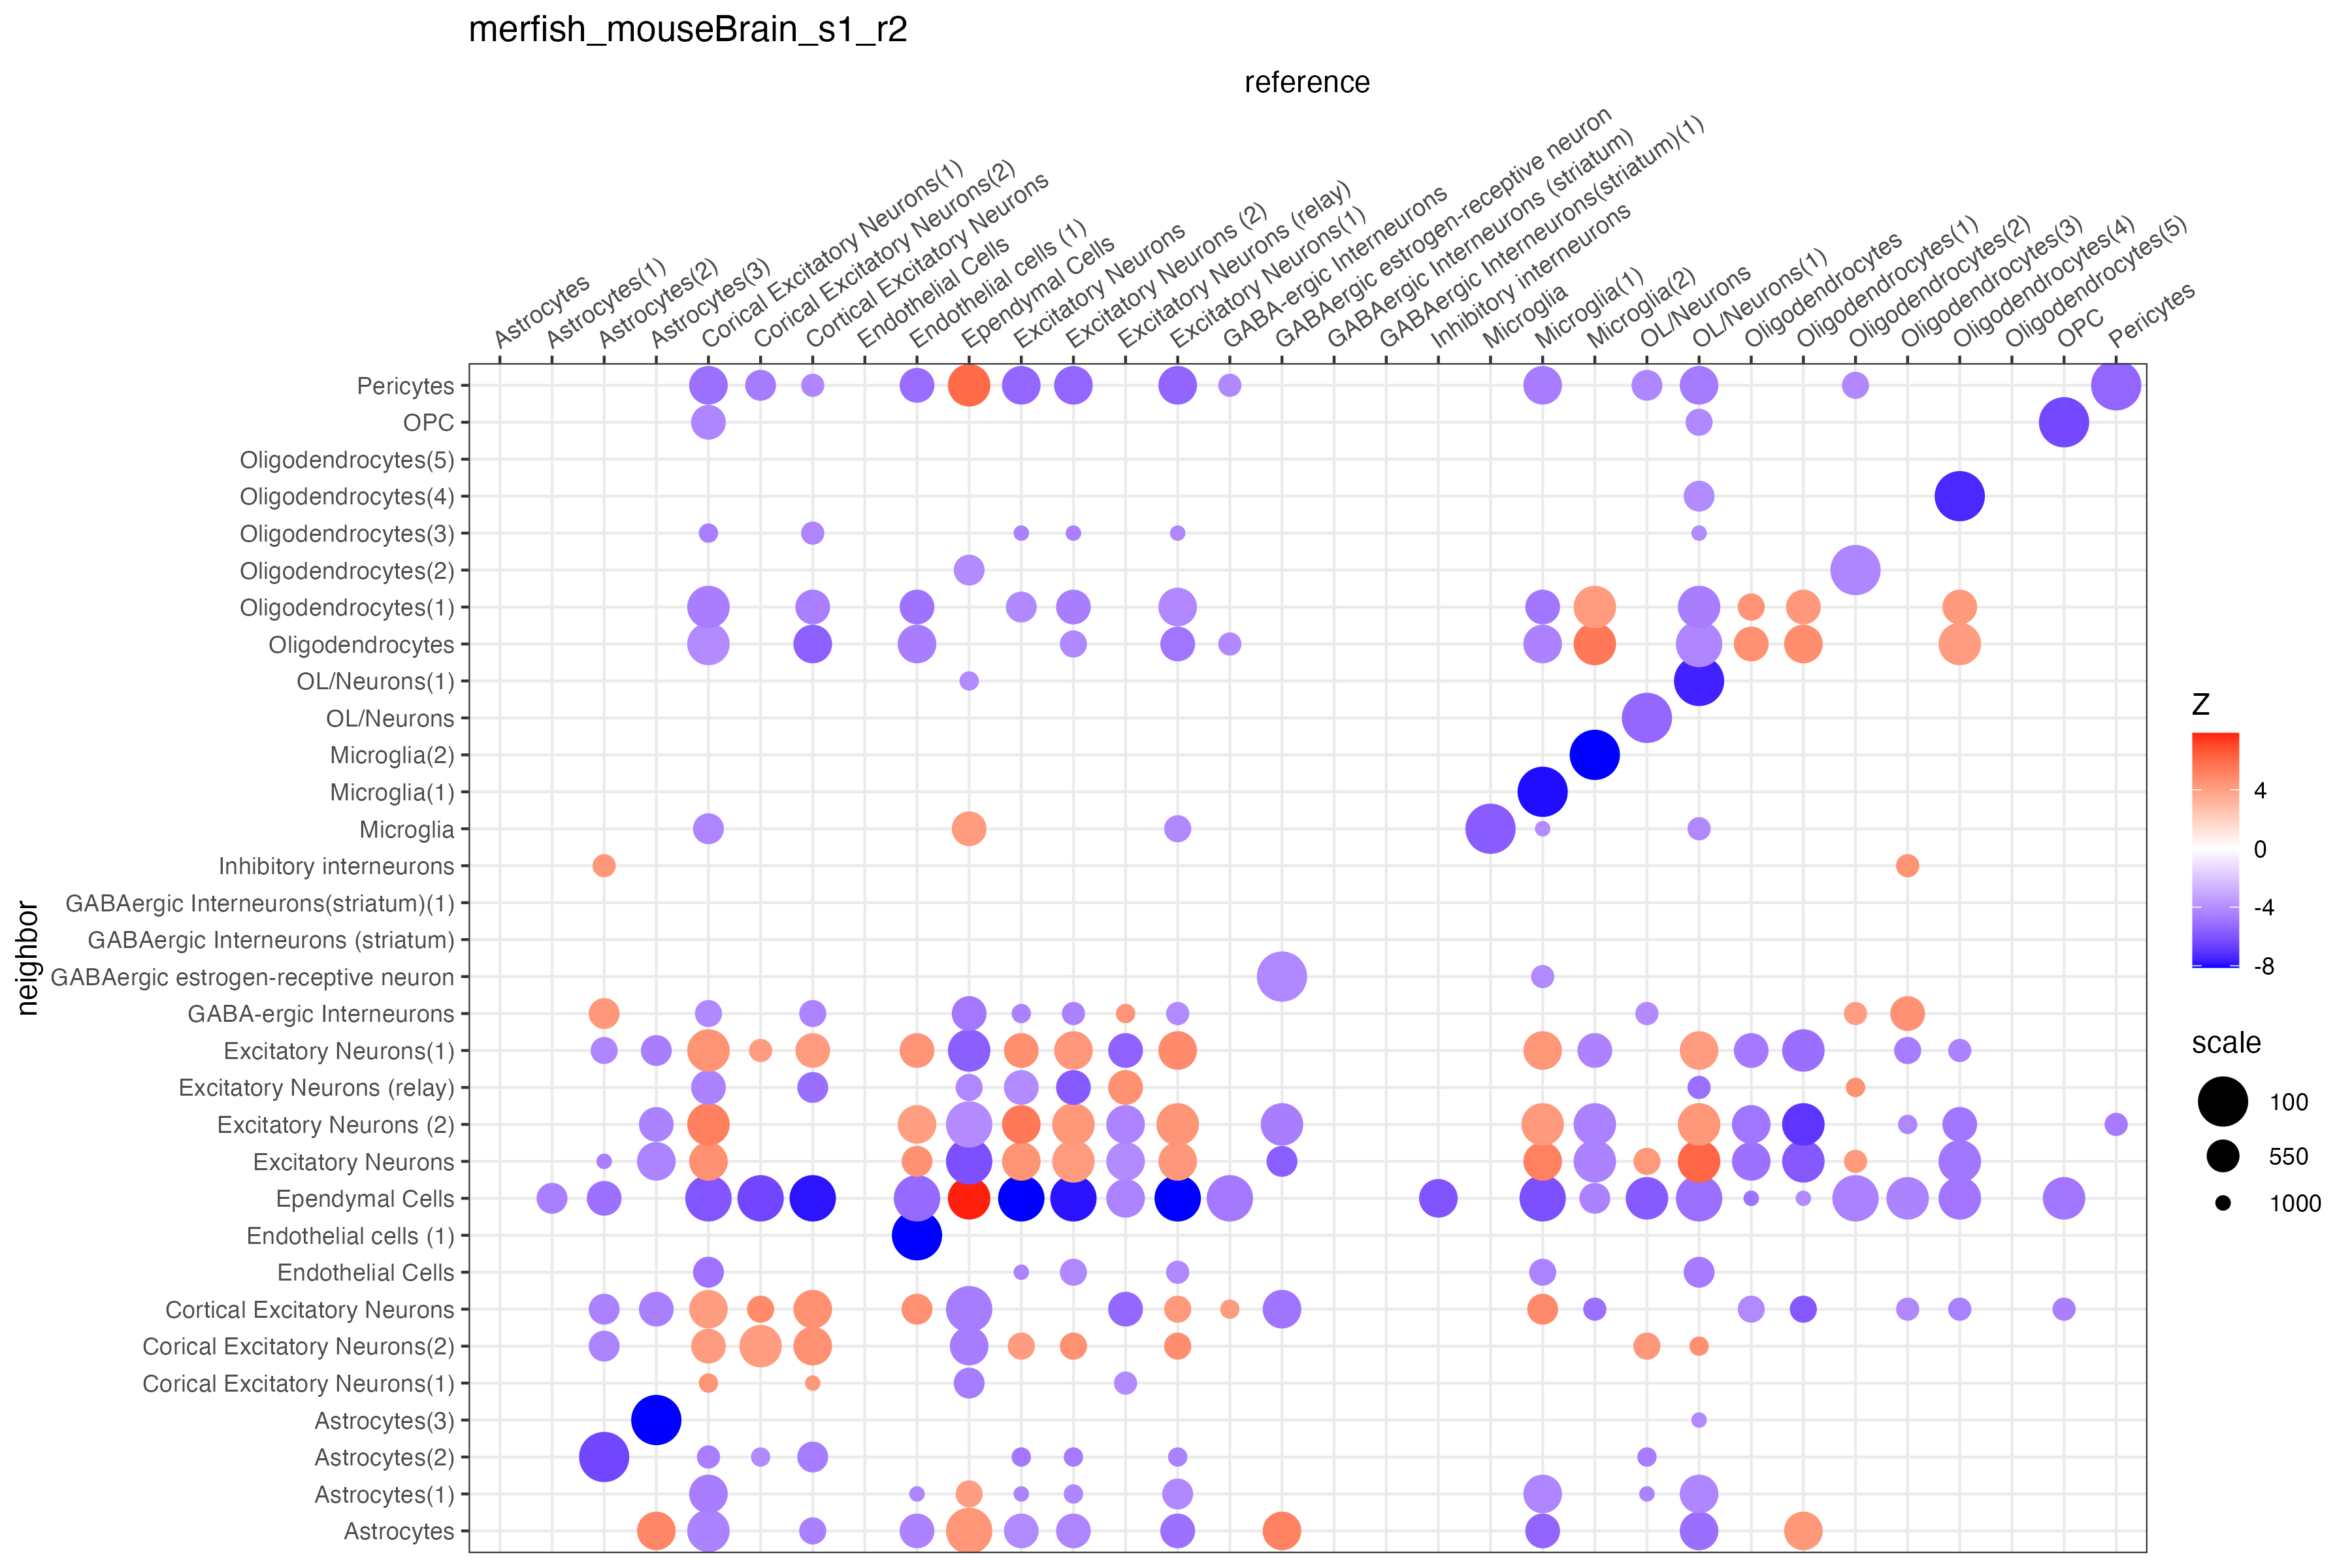 merfish_mouseBrain_s1_r2
reference
Astrocytes
Astrocytes(1)
Astrocytes(2)
Astrocytes(3)
Corical Excitatory Neurons(1)
Corical Excitatory Neurons(2)
Cortical Excitatory Neurons
Endothelial Cells
Endothelial cells (1)
Ependymal Cells
Excitatory Neurons
Excitatory Neurons (2)
Excitatory Neurons (relay)
Excitatory Neurons(1)
GABA-ergic Interneurons
GABAergic estrogen-receptive neuron
GABAergic Interneurons (striatum)
GABAergic Interneurons(striatum)(1)
Inhibitory interneurons
Microglia
Microglia(1)
Microglia(2)
OL/Neurons
OL/Neurons(1)
Oligodendrocytes
Oligodendrocytes(1)
Oligodendrocytes(2)
Oligodendrocytes(3)
Oligodendrocytes(4)
Oligodendrocytes(5)
OPC
Pericytes
neighbor
Pericytes
OPC
Oligodendrocytes(5)
Oligodendrocytes(4)
Oligodendrocytes(3)
Oligodendrocytes(2)
Oligodendrocytes(1)
Oligodendrocytes
OL/Neurons(1)
OL/Neurons
Microglia(2)
Microglia(1)
Microglia
Inhibitory interneurons
GABAergic Interneurons(striatum)(1)
GABAergic Interneurons (striatum)
GABAergic estrogen-receptive neuron
GABA-ergic Interneurons
Excitatory Neurons(1)
Excitatory Neurons (relay)
Excitatory Neurons (2)
Excitatory Neurons
Ependymal Cells
Endothelial cells (1)
Endothelial Cells
Cortical Excitatory Neurons
Corical Excitatory Neurons(2)
Corical Excitatory Neurons(1)
Astrocytes(3)
Astrocytes(2)
Astrocytes(1)
Astrocytes
Z
4
0
-4
-8
scale
100
550
1000